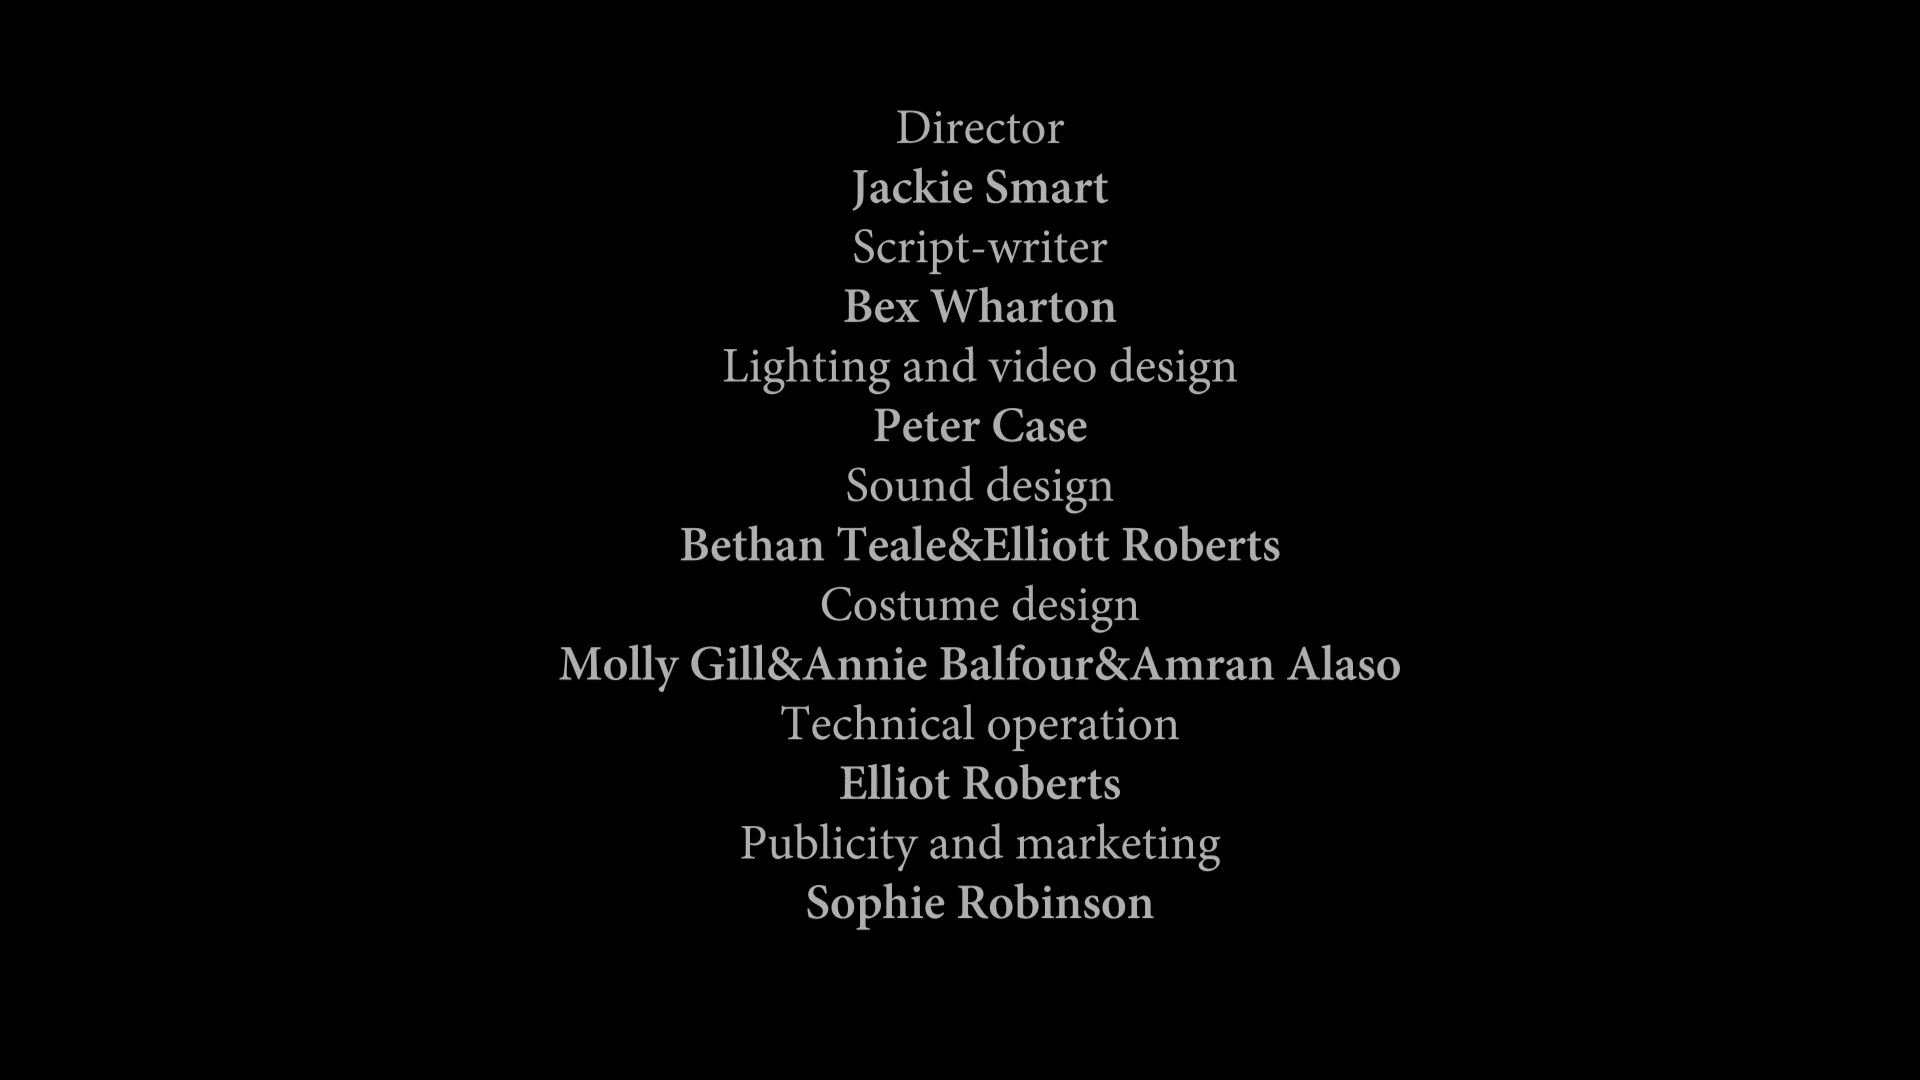 Director
Jackie Smart
Script-writer
Bex Wharton
Lighting and video design
Peter Case
Sound design
Bethan Teale&Elliott Roberts
Costume design
Molly Gill&Annie Balfour&Amran Alaso
Technical operation
Elliot Roberts
Publicity and marketing
Sophie Robinson